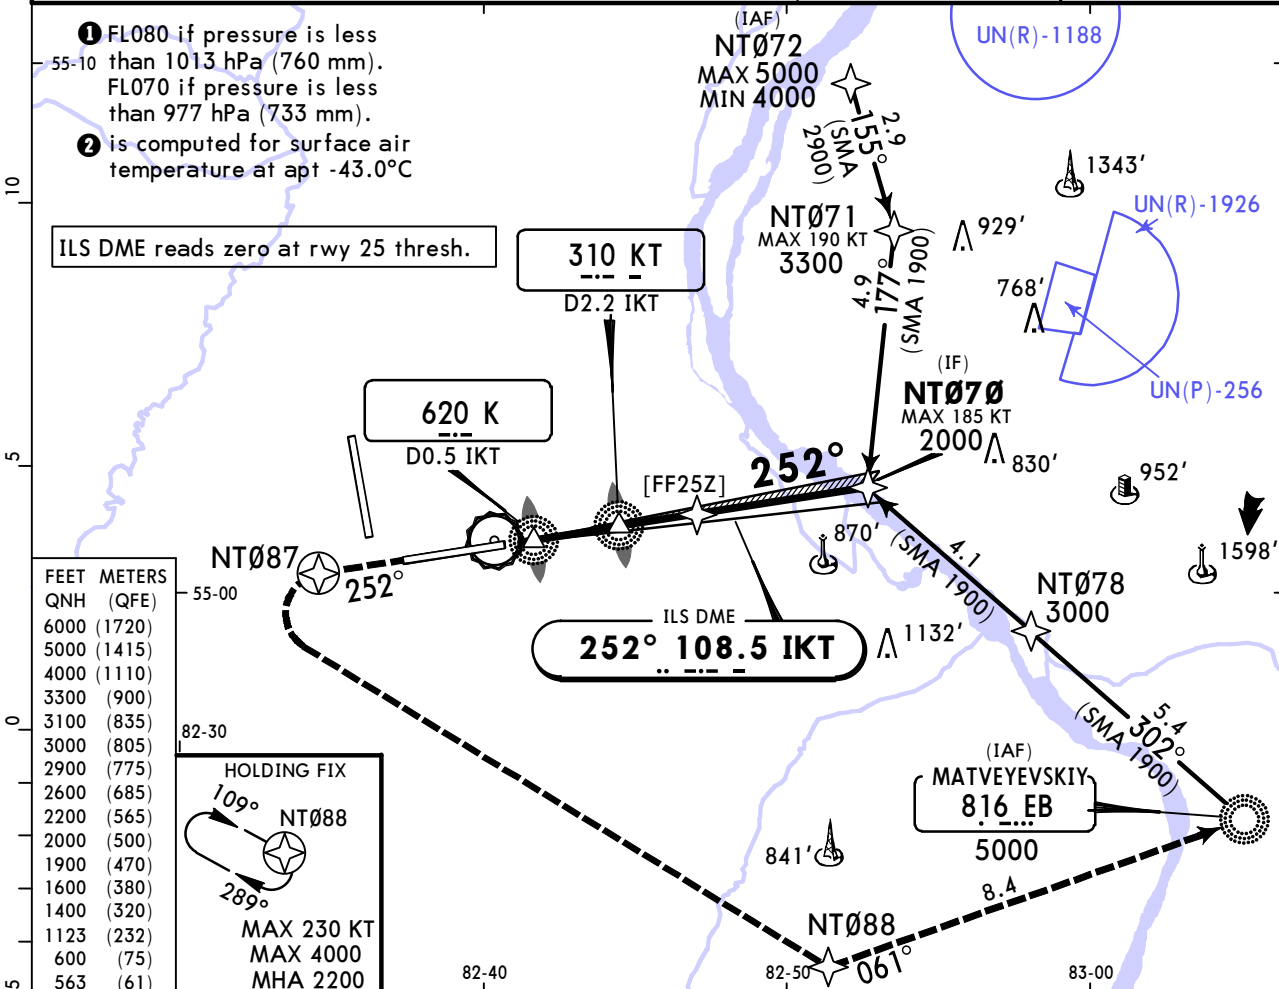 ❶ FL080 if pressure is less
than 1013 hPa (760 mm).
FL070 if pressure is less
than 977 hPa (733 mm).
❷ is computed for surface air
temperature at apt -43.0°C
55-10
10
5
0
5
ILS DME reads zero at rwy 25 thresh.
(IAF)
NTØ72
MAX 5000
MIN 4000
2.9
155°
(SMA
2900)
UN(R)-1188
1343'
UN(R)-1926
NTØ71
MAX 190 KT
3300
929'
768'
4.9
177°
(SMA 1900)
UN(P)-256
310 KT
D2.2 IKT
620 K
D0.5 IKT
(IF)
NTØ70
MAX 185 KT
2000
830'
952'
252°
[FF25Z]
870'
1598'
4.1
(SMA 1900)
NTØ87
252°
NTØ78
3000
ILS DME
252° 108.5 IKT
1132'
55-00
FEET METERS
QNH (QFE)
6000 (1720)
5000 (1415)
4000 (1110)
3300 (900)
3100 (835)
3000 (805)
2900 (775)
2600 (685)
2200 (565)
2000 (500)
1900 (470)
1600 (380)
1400 (320)
1123 (232)
600 (75)
563 (61)
82-30
5.4
302°
(SMA 1900)
(IAF)
MATVEYEVSKIY
816 EB
5000
HOLDING FIX
109°
NTØ88
289°
MAX 230 KT
MAX 4000
MHA 2200
841'
8.4
NTØ88
061°
82-40
82-50
83-00